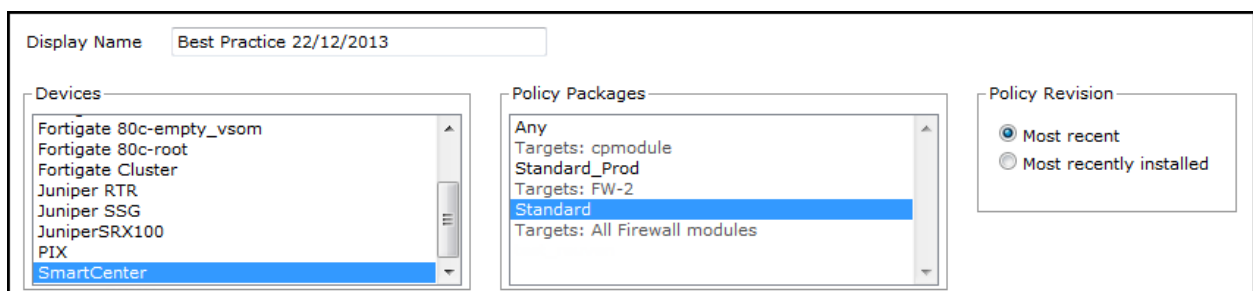 Display Name Best Practice 22/12/2013
Devices
Fortigate 80c-empty_vsom
Fortigate 80c-root
Fortigate Cluster
Juniper RTR
Juniper SSG
JuniperSRX100
PIX
SmartCenter
Policy Packages
Any
Targets: cpmodule
Standard_Prod
Targets: FW-2
Standard
Targets: All Firewall modules
Policy Revision
Most recent
Most recently installed